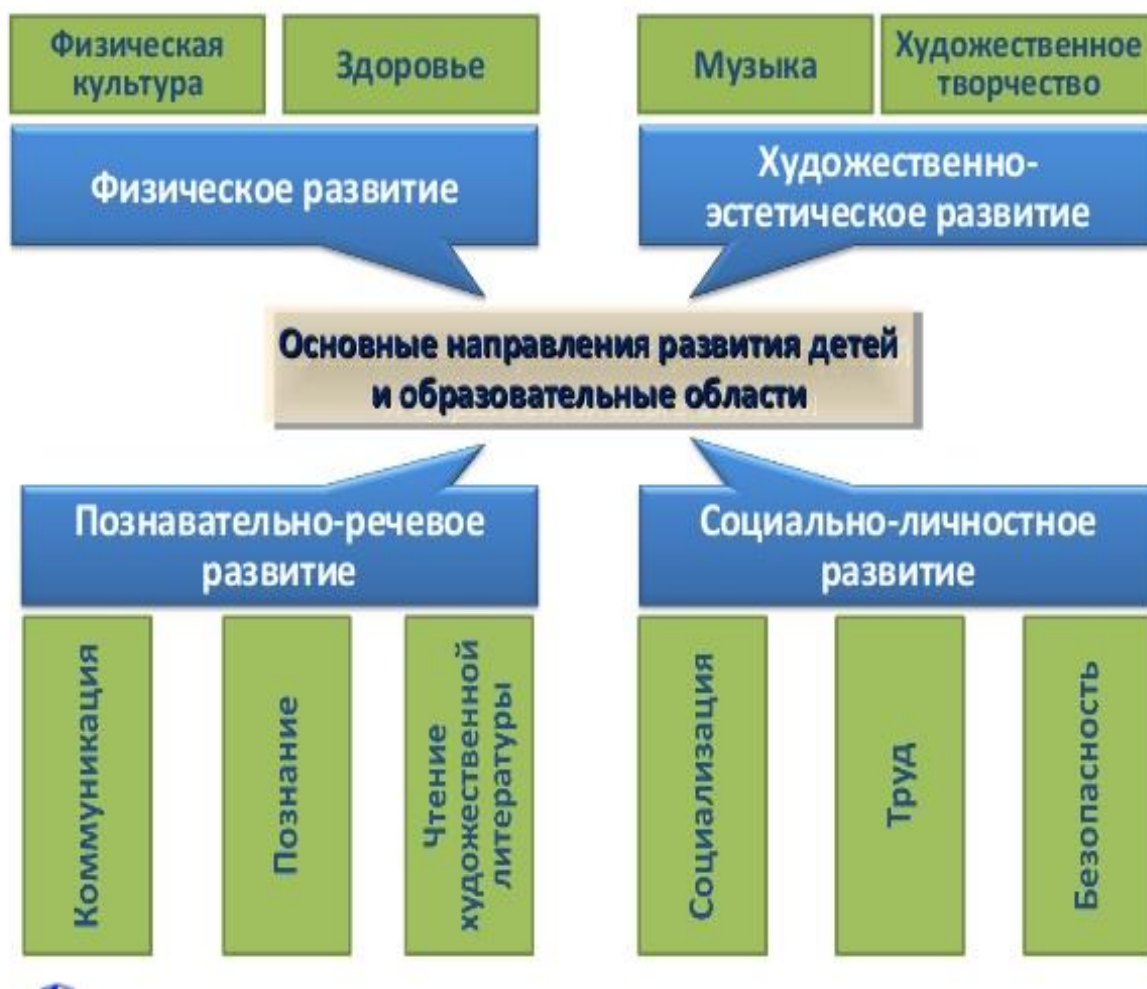 Физическая
культура
Здоровье
Музыка
Художественное
творчество
Физическое развитие
Художественно-
эстетическое развитие
Основные направления развития детей
и образовательные области
Познавательно-речевое
развитие
Социально-личностное
развитие
Коммуникация
Познание
Чтение
художественной
литературы
Социализация
Труд
Безопасность